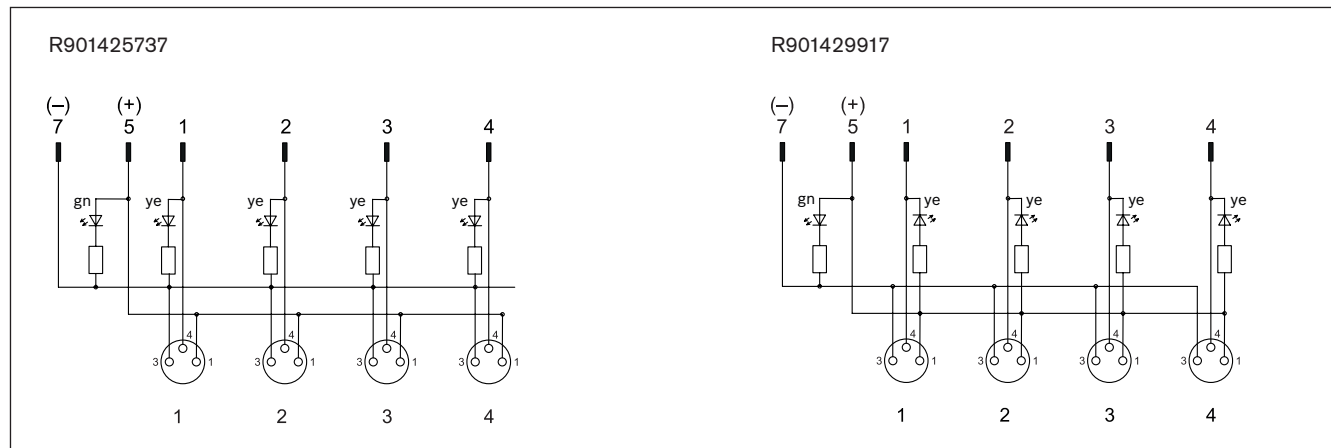 R901425737 R901429917
(–) (+) (–) (+)
7 5 1 2 3 4 7 5 1 2 3 4
gn ye ye ye ye gn ye ye ye ye
4 4 4 4 4 4 4 4
3 1 3 1 3 1 3 1 3 1 3 1 3 1 3 1
1 2 3 4 1 2 3 4